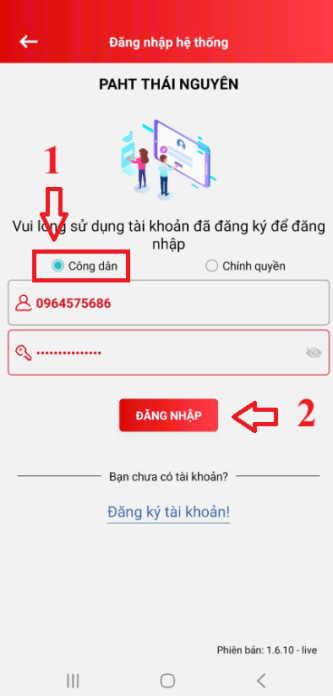 Đăng nhập hệ thống
PAHT THÁI NGUYÊN
1
Vui lòng sử dụng tài khoản đã đăng ký để đăng
nhập
Công dân
Chính quyền
0964575686
•••••••••••••••
ĐĂNG NHẬP
2
Bạn chưa có tài khoản?
Đăng ký tài khoản!
Phiên bản: 1.6.10 - live